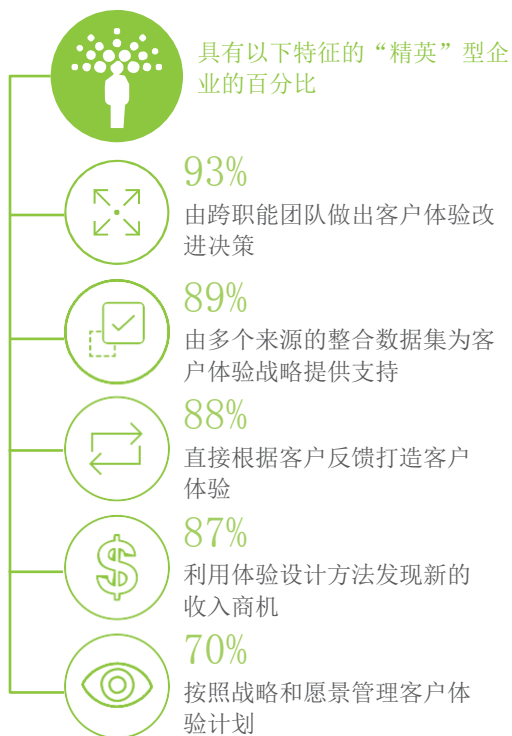 具有以下特征的“精英”型企
业的百分比
93%
由跨职能团队做出客户体验改
进决策
89%
由多个来源的整合数据集为客
户体验战略提供支持
88%
直接根据客户反馈打造客户
体验
87%
利用体验设计方法发现新的
收入商机
70%
按照战略和愿景管理客户体
验计划